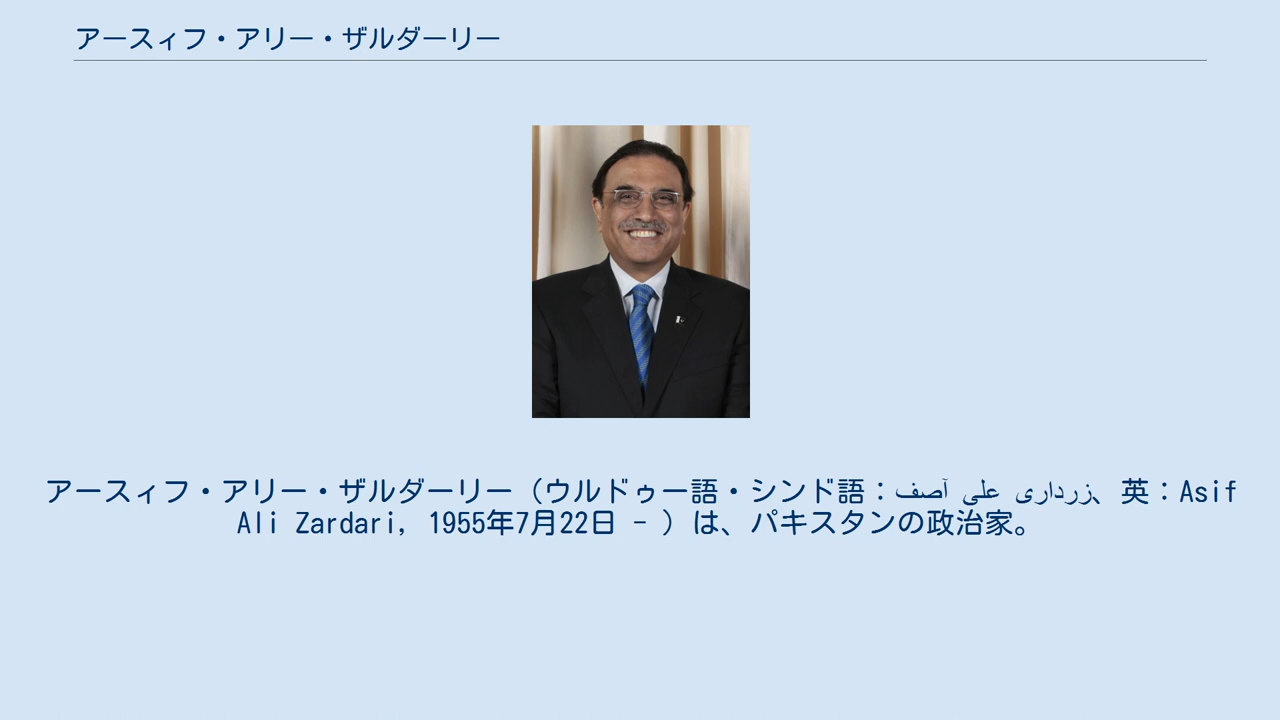 アースィフ・アリー・ザルダーリー
アースィフ・アリー・ザルダーリー（ウルドゥー語・シンド語：آصف علی زرداری、英：Asif
Ali Zardari, 1955年7月22日 - ）は、パキスタンの政治家。